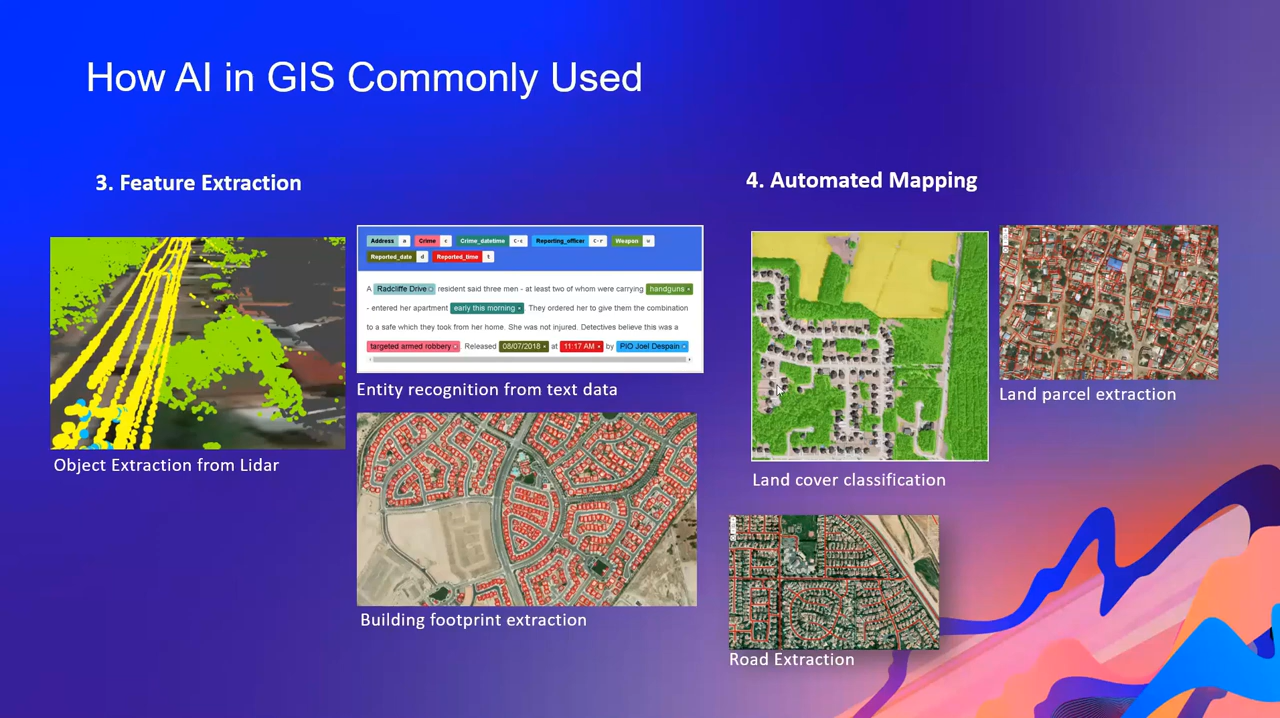 How AI in GIS Commonly Used
3. Feature Extraction
Address a Crime c Crime_datetime C-c Reporting_officer C-r Weapon w
Reported_date d Reported_time t
A Radcliffe Drive resident said three men - at least two of whom were carrying handguns
- entered her apartment early this morning . They ordered her to give them the combination
to a safe which they took from her home. She was not injured. Detectives believe this was a
targeted armed robbery . Released 08/07/2018 at 11:17 AM by PIO Joel Despain
Entity recognition from text data
Object Extraction from Lidar
Building footprint extraction
4. Automated Mapping
Land parcel extraction
Land cover classification
Road Extraction